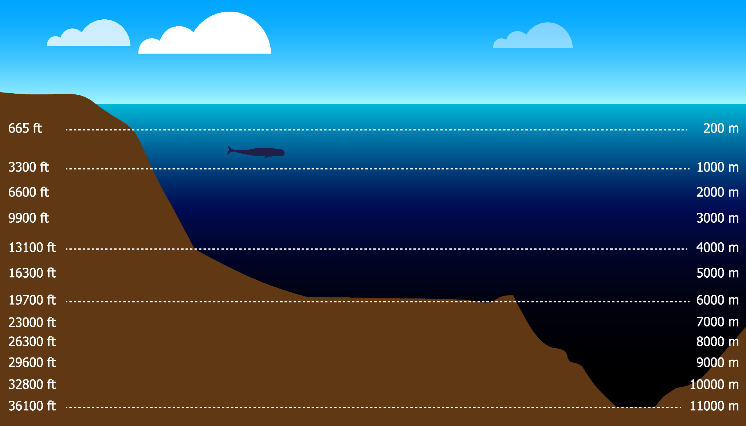 665 ft 200 m
3300 ft 1000 m
6600 ft 2000 m
9900 ft 3000 m
13100 ft 4000 m
16300 ft 5000 m
19700 ft 6000 m
23000 ft 7000 m
26300 ft 8000 m
29600 ft 9000 m
32800 ft 10000 m
36100 ft 11000 m